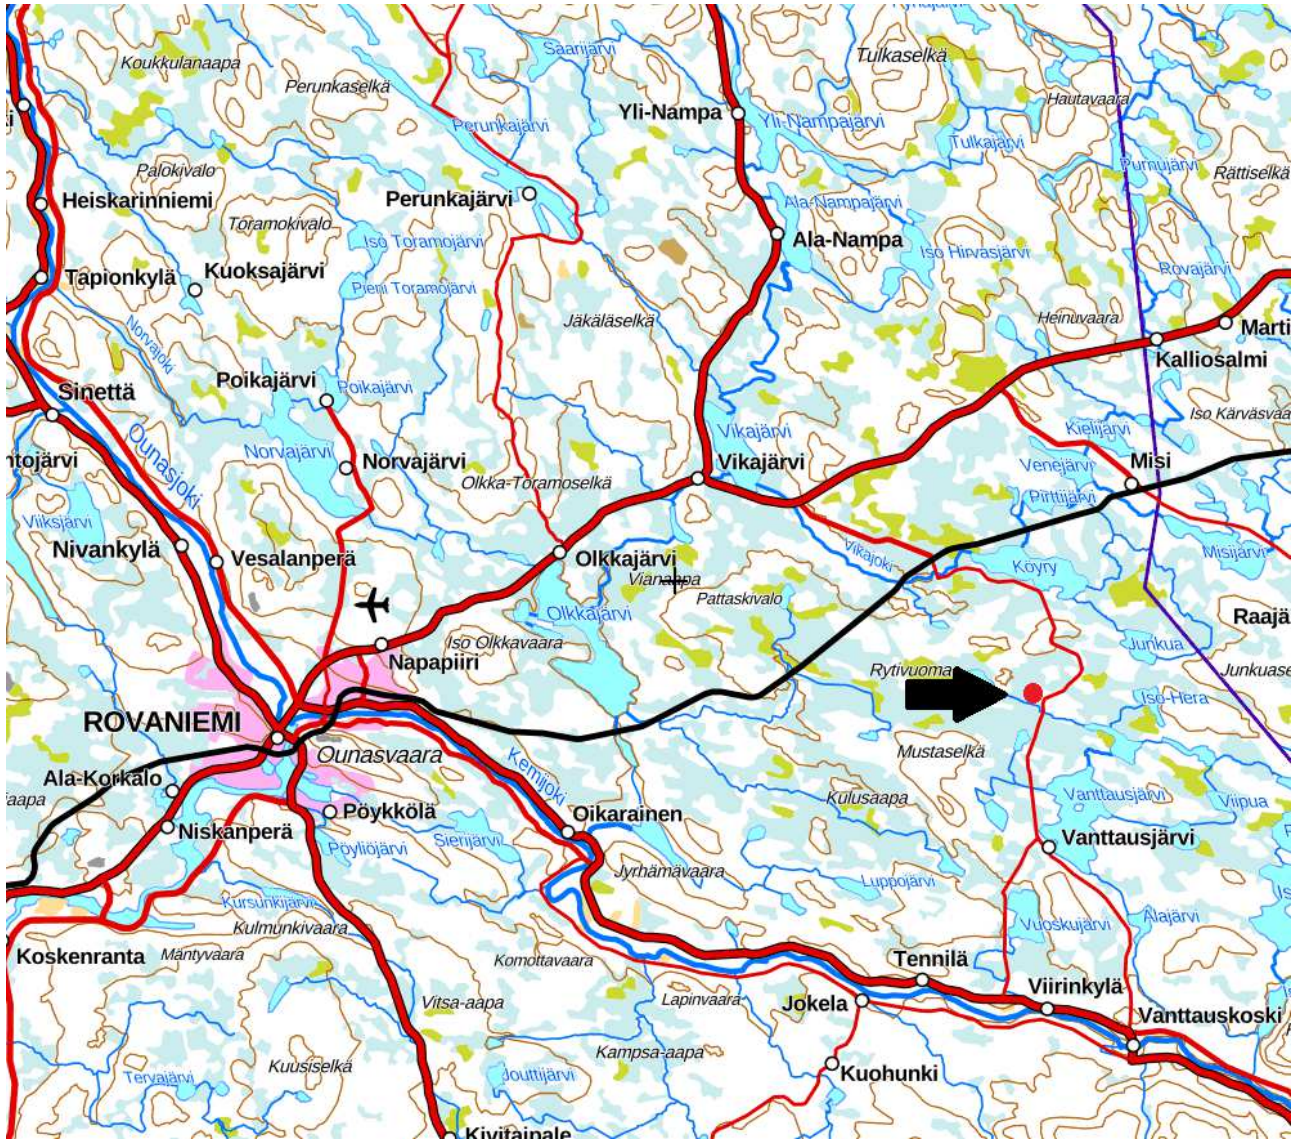 Saarijärvi
Tulkaselkä
Koukkulanaapa
Perunkaselkä
Hautavaara
Yli-Nampa
Yli-Nampajärvi
Perunkajärvi
Tulkajärvi
Purnujärvi
Palokivalo
Rättiselkä
Heiskarinniemi
Perunkajärvi
Ala-Nampajärvi
Toramokivalo
Iso Toramojärvi
Ala-Nampa
Iso Hirvasjärvi
Tapionkylä
Kuoksajärvi
Rovajärvi
Pieni Toramojärvi
Norvajoki
Jäkäläselkä
Heinuvaara
Marti
Kalliosalmi
Poikajärvi
Poikajärvi
Sinettä
Iso Kärväsvaa
Ounasjoki
Vikajärvi
Kielijärvi
Norvajärvi
Norvajärvi
Vikajärvi
Venejärvi
Misi
ntojärvi
Olkka-Toramoselkä
Pirttijärvi
Viiksjärvi
Nivankylä
Vesalanperä
Olkkajärvi
Vikajoki
Misijärvi
Köyry
Vianaapa
Pattaskivalo
Olkkajärvi
Raajä
Iso Olkkavaara
Junkua
Napapiiri
Rytivuoma
Junkuase
Iso-Hera
ROVANIEMI
Ounasvaara
Mustaselkä
Kemijoki
Ala-Korkalo
Vanttausjärvi
Viipua
aapa
Kulusaapa
Pöykkölä
Oikarainen
Niskanperä
Sierijärvi
Vanttausjärvi
Pöyliöjärvi
Jyrhämävaara
Luppojärvi
Kursunkijärvi
Kulmunkivaara
Vuoskujärvi
Alajärvi
Koskenranta
Mäntyvaara
Komottavaara
Tennilä
Viirinkylä
Vitsa-aapa
Lapinvaara
Jokela
Vanttauskoski
Kampsa-aapa
Kuusiselkä
Tervajärvi
Jouttijärvi
Kuohunki
Kivitaipale